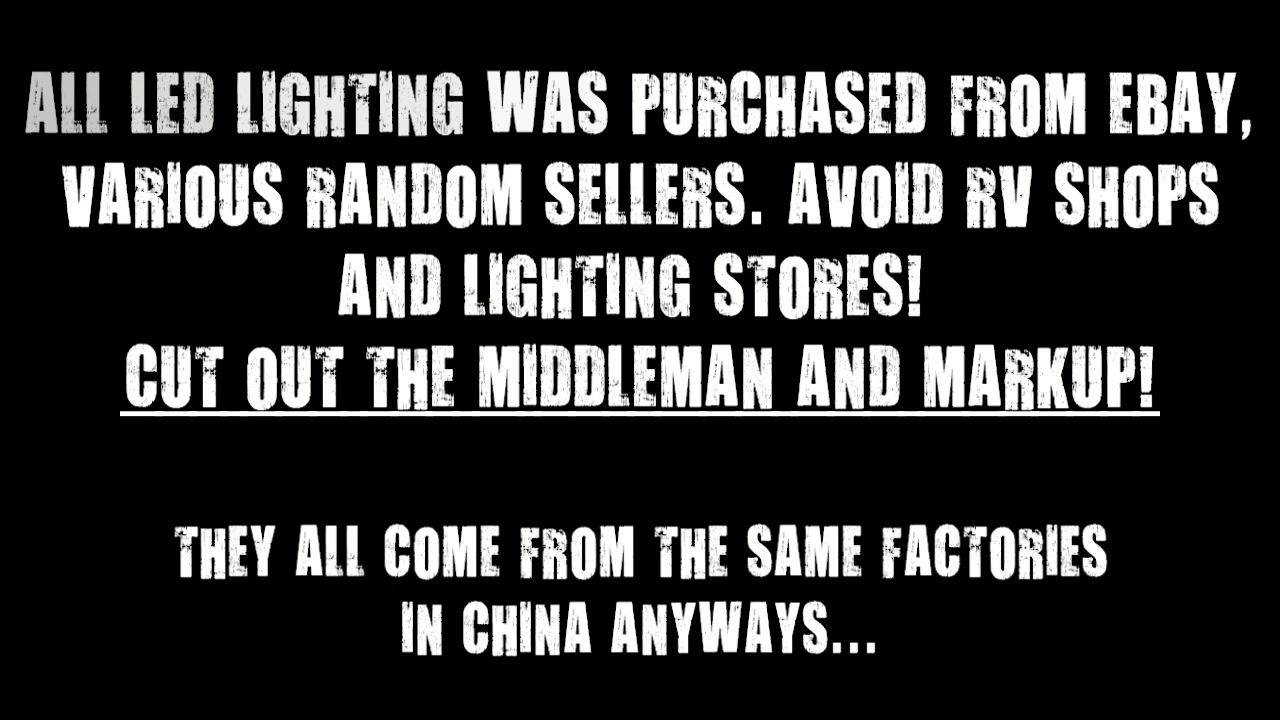 ALL LED LIGHTING WAS PURCHASED FROM EBAY,
VARIOUS RANDOM SELLERS. AVOID RV SHOPS
AND LIGHTING STORES!
CUT OUT THE MIDDLEMAN AND MARKUP!
THEY ALL COME FROM THE SAME FACTORIES
IN CHINA ANYWAYS...